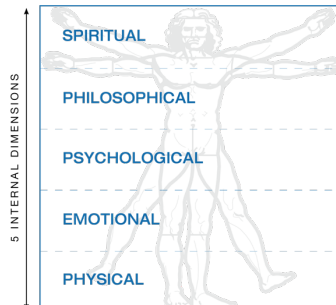 5 INTERNAL DIMENSIONS
SPIRITUAL
PHILOSOPHICAL
PSYCHOLOGICAL
EMOTIONAL
PHYSICAL